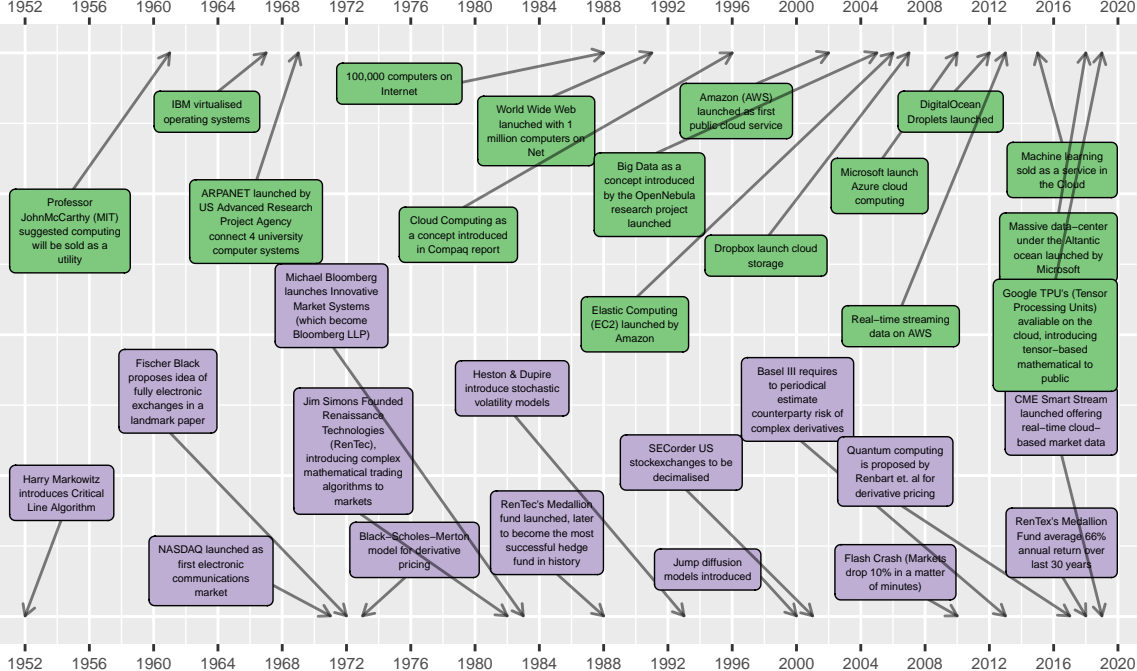 1952 1956 1960 1964 1968 1972 1976 1980 1984 1988 1992 1996 2000 2004 2008 2012 2016 2020
100,000 computers on
Internet
IBM virtualised
operating systems
World Wide Web
lanuched with 1
million computers on
Net
Amazon (AWS)
launched as first
public cloud service
DigitalOcean
Droplets launched
Machine learning
sold as a service in
the Cloud
Professor
JohnMcCarthy (MIT)
suggested computing
will be sold as a
utility
ARPANET launched by
US Advanced Research
Project Agency
connect 4 university
computer systems
Cloud Computing as
a concept introduced
in Compaq report
Big Data as a
concept introduced
by the OpenNebula
research project
launched
Microsoft launch
Azure cloud
computing
Dropbox launch cloud
storage
Massive data−center
under the Altantic
ocean launched by
Microsoft
Michael Bloomberg
launches Innovative
Market Systems
(which become
Bloomberg LLP)
Elastic Computing
(EC2) launched by
Amazon
Real−time streaming
data on AWS
Google TPU's (Tensor
Processing Units)
avaliable on the
cloud, introducing
tensor−based
mathematical to
public
Fischer Black
proposes idea of
fully electronic
exchanges in a
landmark paper
Jim Simons Founded
Renaissance
Technologies
(RenTec),
introducing complex
mathematical trading
algorithms to
markets
Heston & Dupire
introduce stochastic
volatility models
Basel III requires
to periodical
estimate
counterparty risk of
complex derivatives
CME Smart Stream
launched offering
real−time cloud−
based market data
SECorder US
stockexchanges to be
decimalised
Quantum computing
is proposed by
Renbart et. al for
derivative pricing
Harry Markowitz
introduces Critical
Line Algorithm
RenTec's Medallion
fund launched, later
to become the most
successful hedge
fund in history
RenTex's Medallion
Fund average 66%
annual return over
last 30 years
NASDAQ launched as
first electronic
communications
market
Black−Scholes−Merton
model for derivative
pricing
Jump diffusion
models introduced
Flash Crash (Markets
drop 10% in a matter
of minutes)
1952 1956 1960 1964 1968 1972 1976 1980 1984 1988 1992 1996 2000 2004 2008 2012 2016 2020